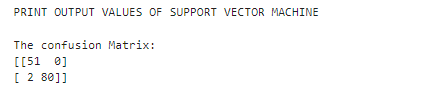 PRINT OUTPUT VALUES OF SUPPORT VECTOR MACHINE
The confusion Matrix:
[[51  0]
[ 2 80]]